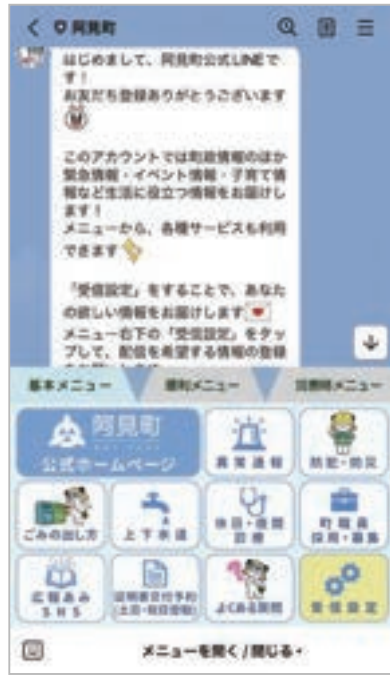 阿見町
はじめまして、阿見町公式LINEで
す！
お友だち登録ありがとうございます
このアカウントでは町政情報のほか
緊急情報・イベント情報・子育て情
報など生活に役立つ情報をお届けし
ます！
メニューから、各種サービスも利用
できます
「受信設定」をすることで、あなた
の欲しい情報をお届けします
メニュー右下の「受信設定」をタッ
プして、配信を希望する情報の登録
基本メニュー
便利メニュー
災害時メニュー
阿見町
公式ホームページ
異常通報
防犯・防災
ごみの出し方
上下水道
休日・夜間
診療
町職員
採用・募集
広報あみ
SNS
証明書交付予約
(土日・祝日受取)
よくある質問
受信設定
メニューを開く/閉じる